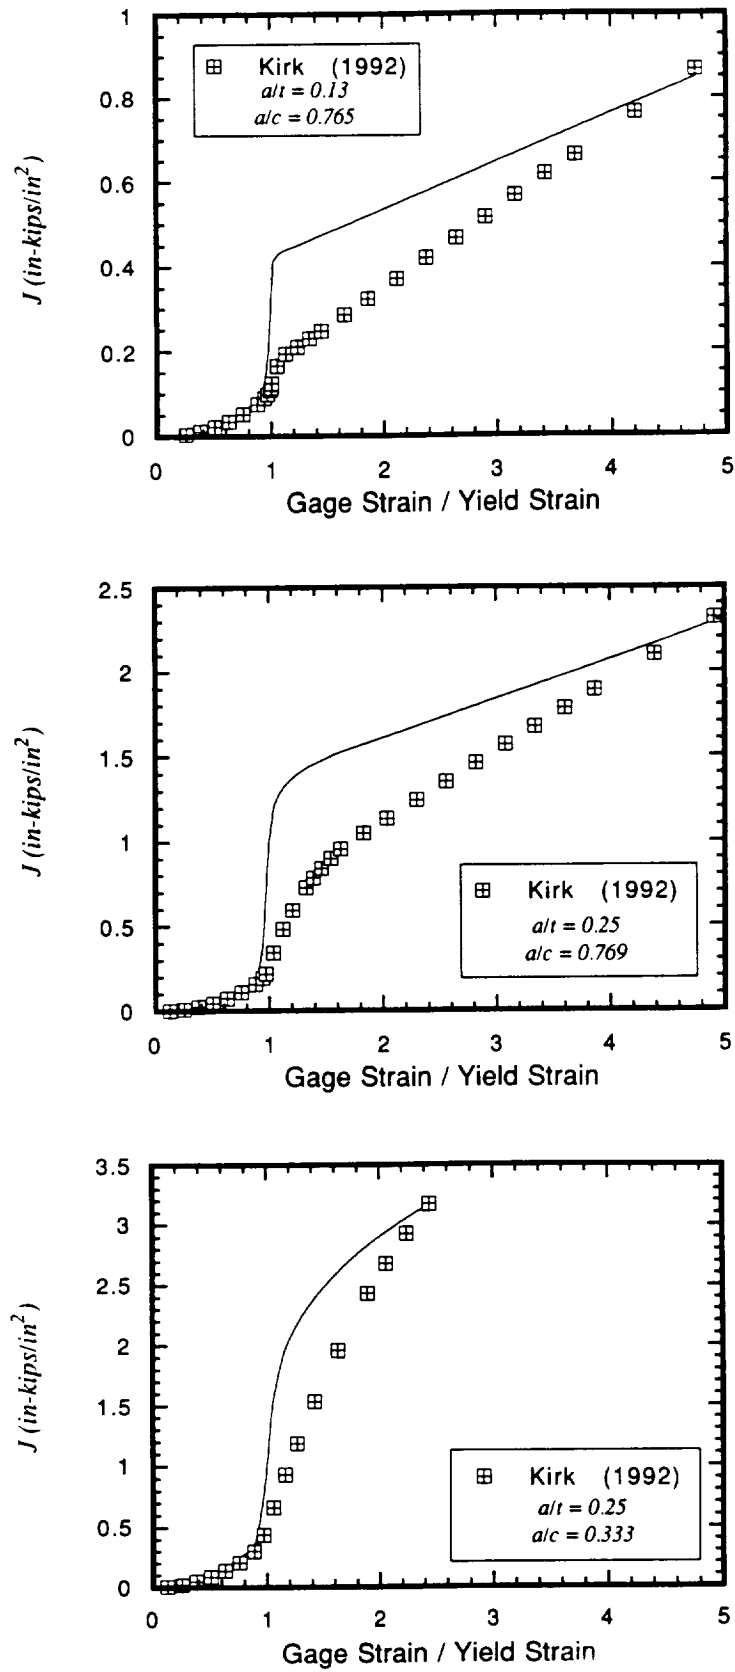 1
0.8
0.6
0.4
0.2
0
J (in-kips/in²)
Kirk (1992)
a/t = 0.13
a/c = 0.765
0 1 2 3 4 5
Gage Strain / Yield Strain
2.5
2
1.5
1
0.5
0
J (in-kips/in²)
Kirk (1992)
a/t = 0.25
a/c = 0.769
0 1 2 3 4 5
Gage Strain / Yield Strain
3.5
3
2.5
2
1.5
1
0.5
0
J (in-kips/in²)
Kirk (1992)
a/t = 0.25
a/c = 0.333
0 1 2 3 4 5
Gage Strain / Yield Strain